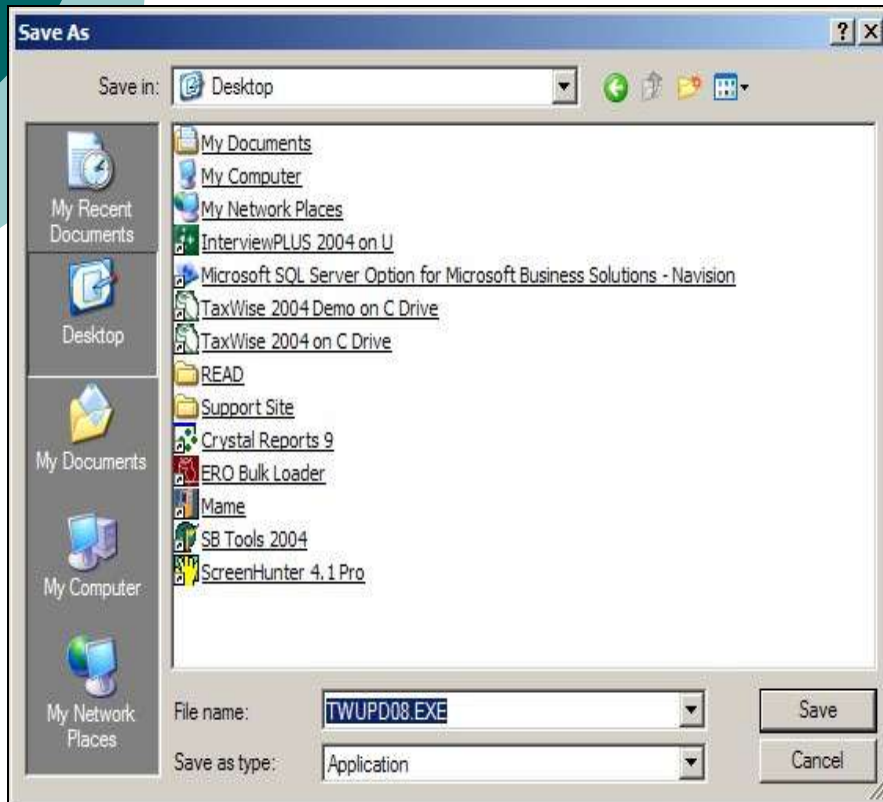 Save As
Save in:
Desktop
My Recent
Documents
Desktop
My Documents
My Computer
My Network
Places
My Documents
My Computer
My Network Places
InterviewPLUS 2004 on U
Microsoft SQL Server Option for Microsoft Business Solutions - Navision
TaxWise 2004 Demo on C Drive
TaxWise 2004 on C Drive
READ
Support Site
Crystal Reports 9
ERO Bulk Loader
Mame
SB Tools 2004
ScreenHunter 4.1 Pro
File name:
TWUPD08.EXE
Save
Save as type:
Application
Cancel